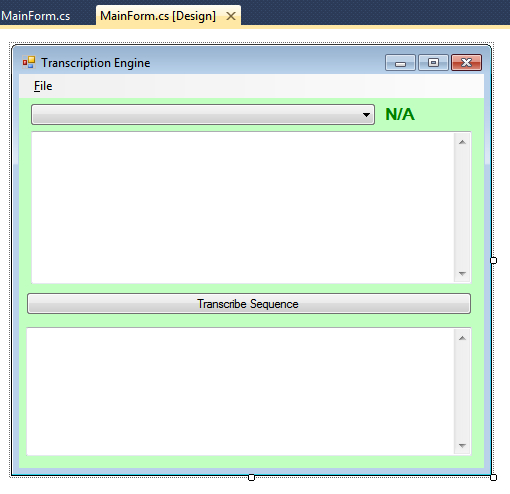 MainForm.cs MainForm.cs [Design]
Transcription Engine
File
N/A
Transcribe Sequence